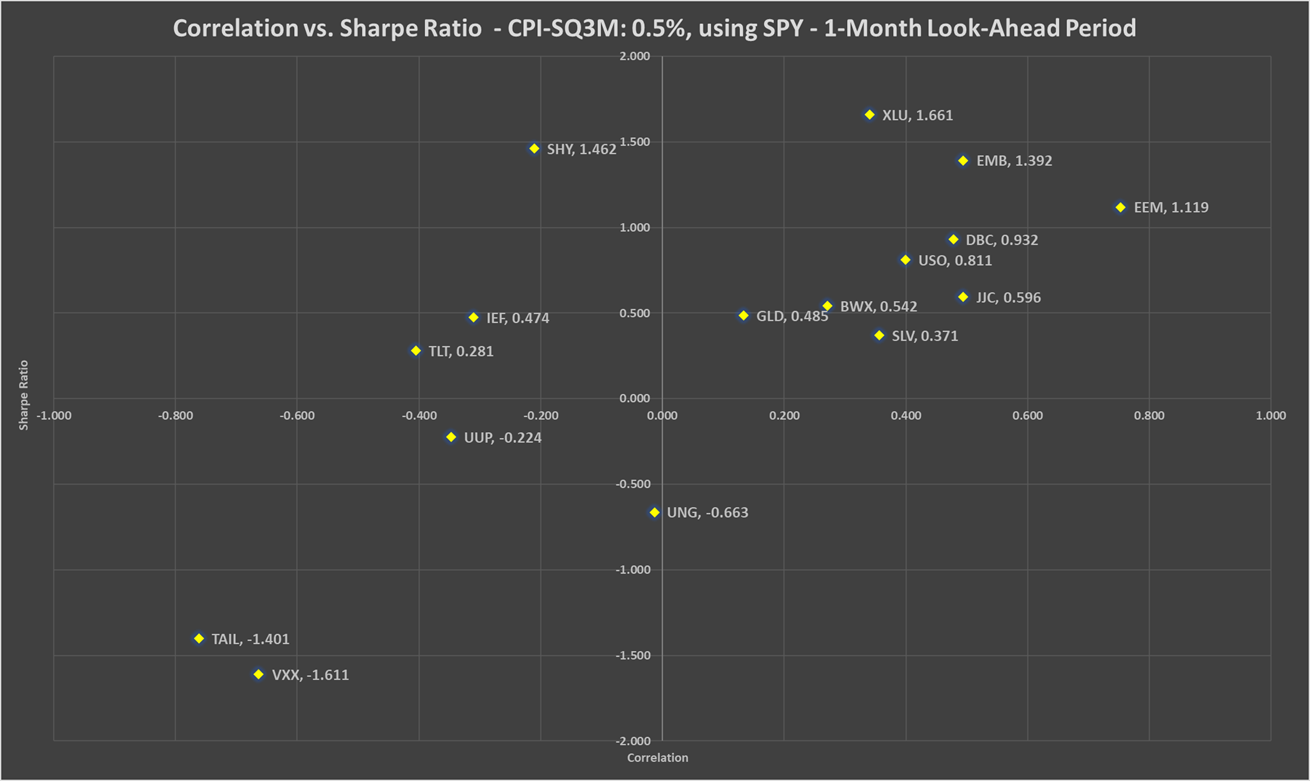 Correlation vs. Sharpe Ratio - CPI-SQ3M: 0.5%, using SPY - 1-Month Look-Ahead Period
2.000
XLU, 1.661
SHY, 1.462
1.500
EMB, 1.392
EEM, 1.119
1.000
DBC, 0.932
USO, 0.811
JJC, 0.596
BWX, 0.542
0.500
GLD, 0.485
IEF, 0.474
SLV, 0.371
TLT, 0.281
Sharpe Ratio
0.000
-1.000 -0.800 -0.600 -0.400 -0.200 0.000 0.200 0.400 0.600 0.800 1.000
UUP, -0.224
-0.500
UNG, -0.663
-1.000
TAIL, -1.401
-1.500
VXX, -1.611
-2.000
Correlation